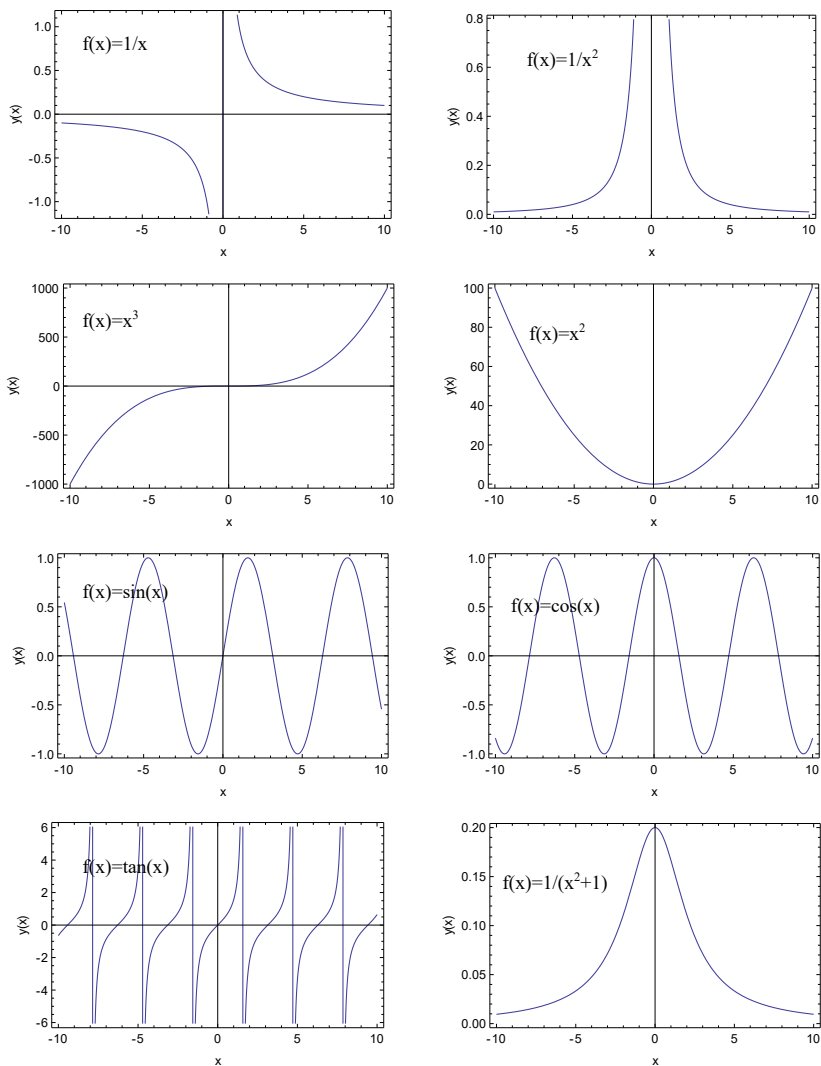 f(x)=1/x
1.0
0.5
0.0
-0.5
-1.0
y(x)
-10 -5 0 5 10
x
f(x)=1/x²
0.8
0.6
0.4
0.2
0.0
y(x)
-10 -5 0 5 10
x
f(x)=x³
1000
500
0
-500
-1000
y(x)
-10 -5 0 5 10
x
f(x)=x²
100
80
60
40
20
0
y(x)
-10 -5 0 5 10
x
f(x)=sin(x)
1.0
0.5
0.0
-0.5
-1.0
y(x)
-10 -5 0 5 10
x
f(x)=cos(x)
1.0
0.5
0.0
-0.5
-1.0
y(x)
-10 -5 0 5 10
x
f(x)=tan(x)
6
4
2
0
-2
-4
-6
y(x)
-10 -5 0 5 10
x
f(x)=1/(x²+1)
0.20
0.15
0.10
0.05
0.00
y(x)
-10 -5 0 5 10
x